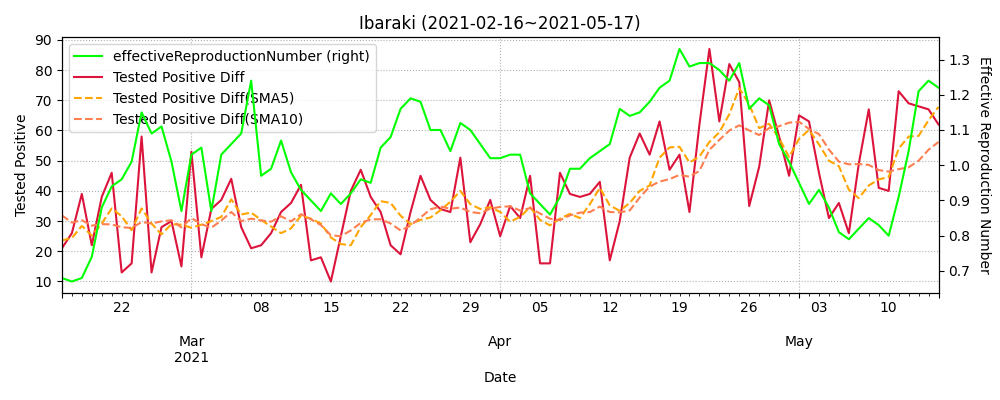 Ibaraki (2021-02-16~2021-05-17)
effectiveReproductionNumber (right)
Tested Positive Diff
Tested Positive Diff(SMA5)
Tested Positive Diff(SMA10)
Tested Positive
90
80
70
60
50
40
30
20
10
1.3
1.2
1.1
1.0
0.9
0.8
0.7
Effective Reproduction Number
22 08 15 22 29 05 12 19 26 03 10
Mar Apr May
2021
Date